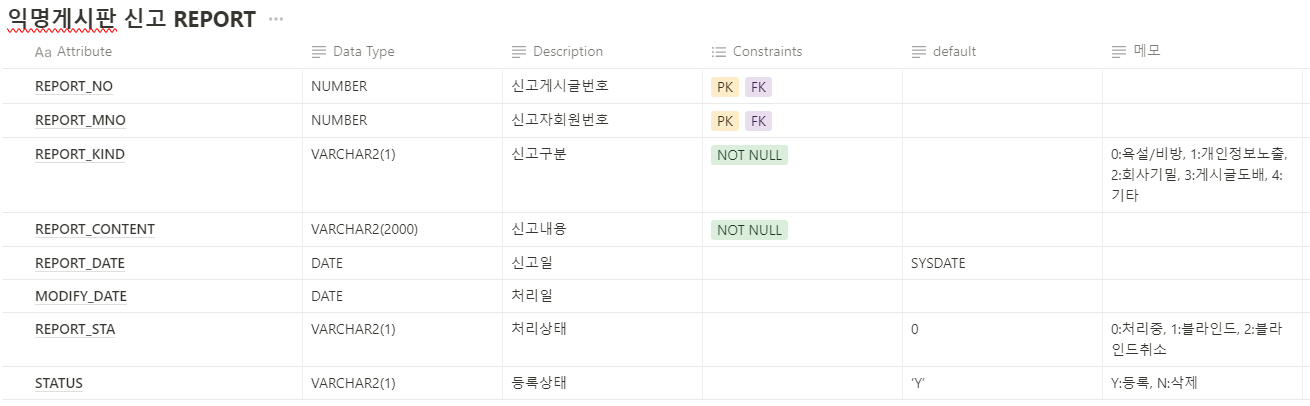 익명게시판 신고 REPORT ···
Aa Attribute Data Type Description Constraints default 메모
REPORT_NO NUMBER 신고게시글번호 PK FK
REPORT_MNO NUMBER 신고자회원번호 PK FK
REPORT_KIND VARCHAR2(1) 신고구분 NOT NULL 0:욕설/비방, 1:개인정보노출,
2:회사기밀, 3:게시글도배, 4:
기타
REPORT_CONTENT VARCHAR2(2000) 신고내용 NOT NULL
REPORT_DATE DATE 신고일 SYSDATE
MODIFY_DATE DATE 처리일
REPORT_STA VARCHAR2(1) 처리상태 0 0:처리중, 1:블라인드, 2:블라
인드취소
STATUS VARCHAR2(1) 등록상태 'Y' Y:등록, N:삭제